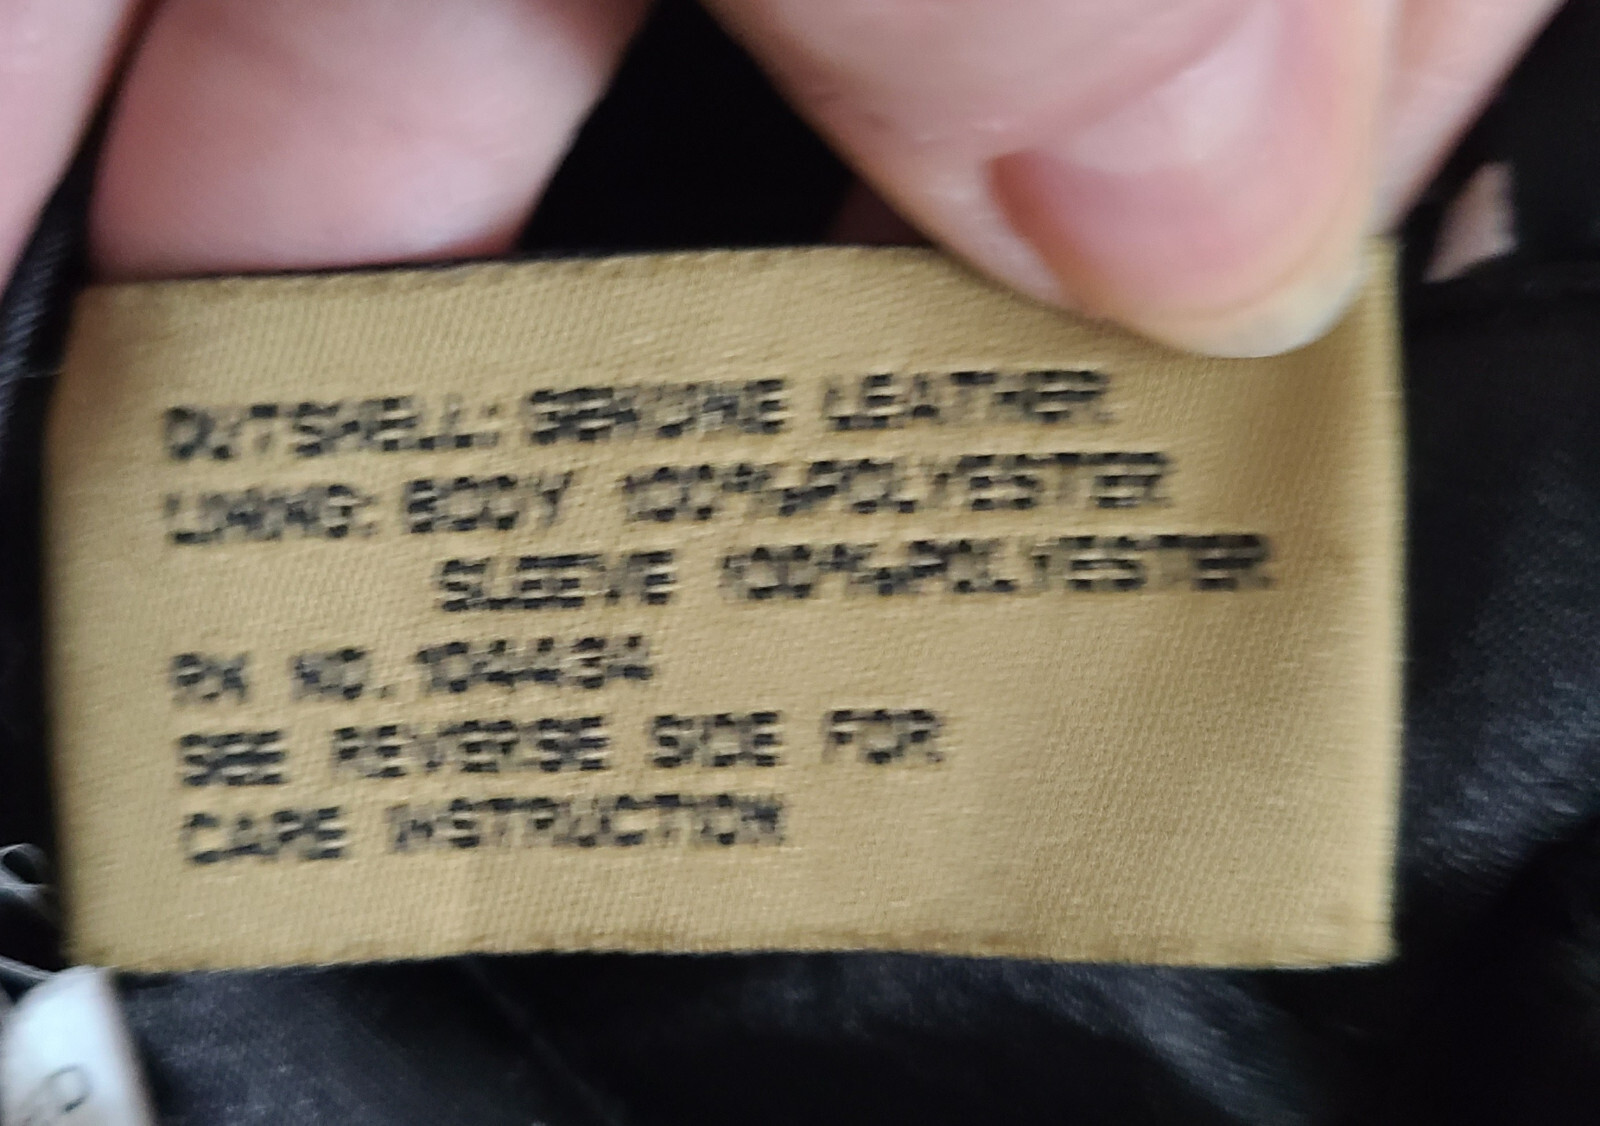 OUTSHELL: GENUINE LEATHER
LINING: BODY 100%POLYESTER
SLEEVE 100%POLYESTER
RN NO. 104434
SEE REVERSE SIDE FOR
CARE INSTRUCTION